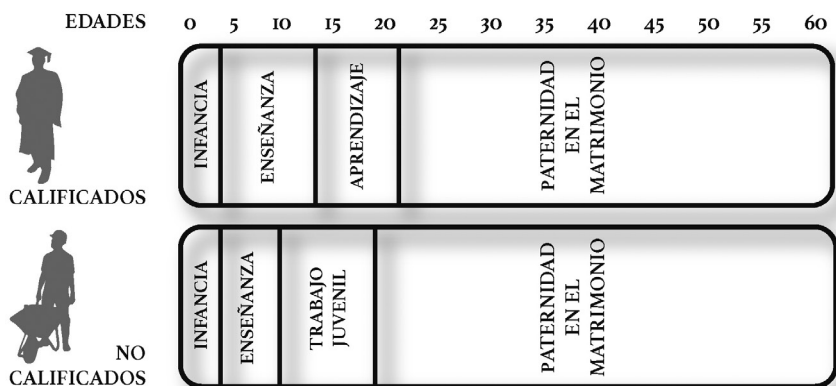 EDADES 0 5 10 15 20 25 30 35 40 45 50 55 60
CALIFICADOS
INFANCIA
ENSEÑANZA
APRENDIZAJE
PATERNIDAD
EN EL
MATRIMONIO
NO
CALIFICADOS
INFANCIA
ENSEÑANZA
TRABAJO
JUVENIL
PATERNIDAD
EN EL
MATRIMONIO